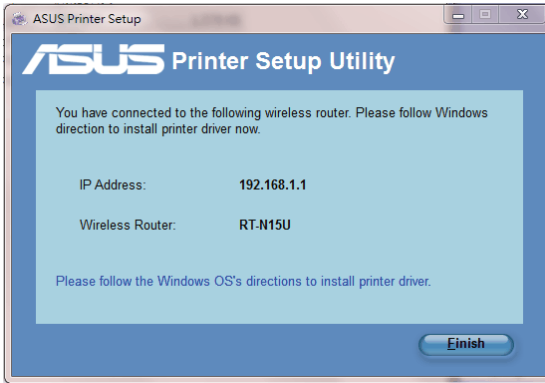 ASUS Printer Setup
ASUS Printer Setup Utility
You have connected to the following wireless router. Please follow Windows
direction to install printer driver now.
IP Address: 192.168.1.1
Wireless Router: RT-N15U
Please follow the Windows OS's directions to install printer driver.
Finish